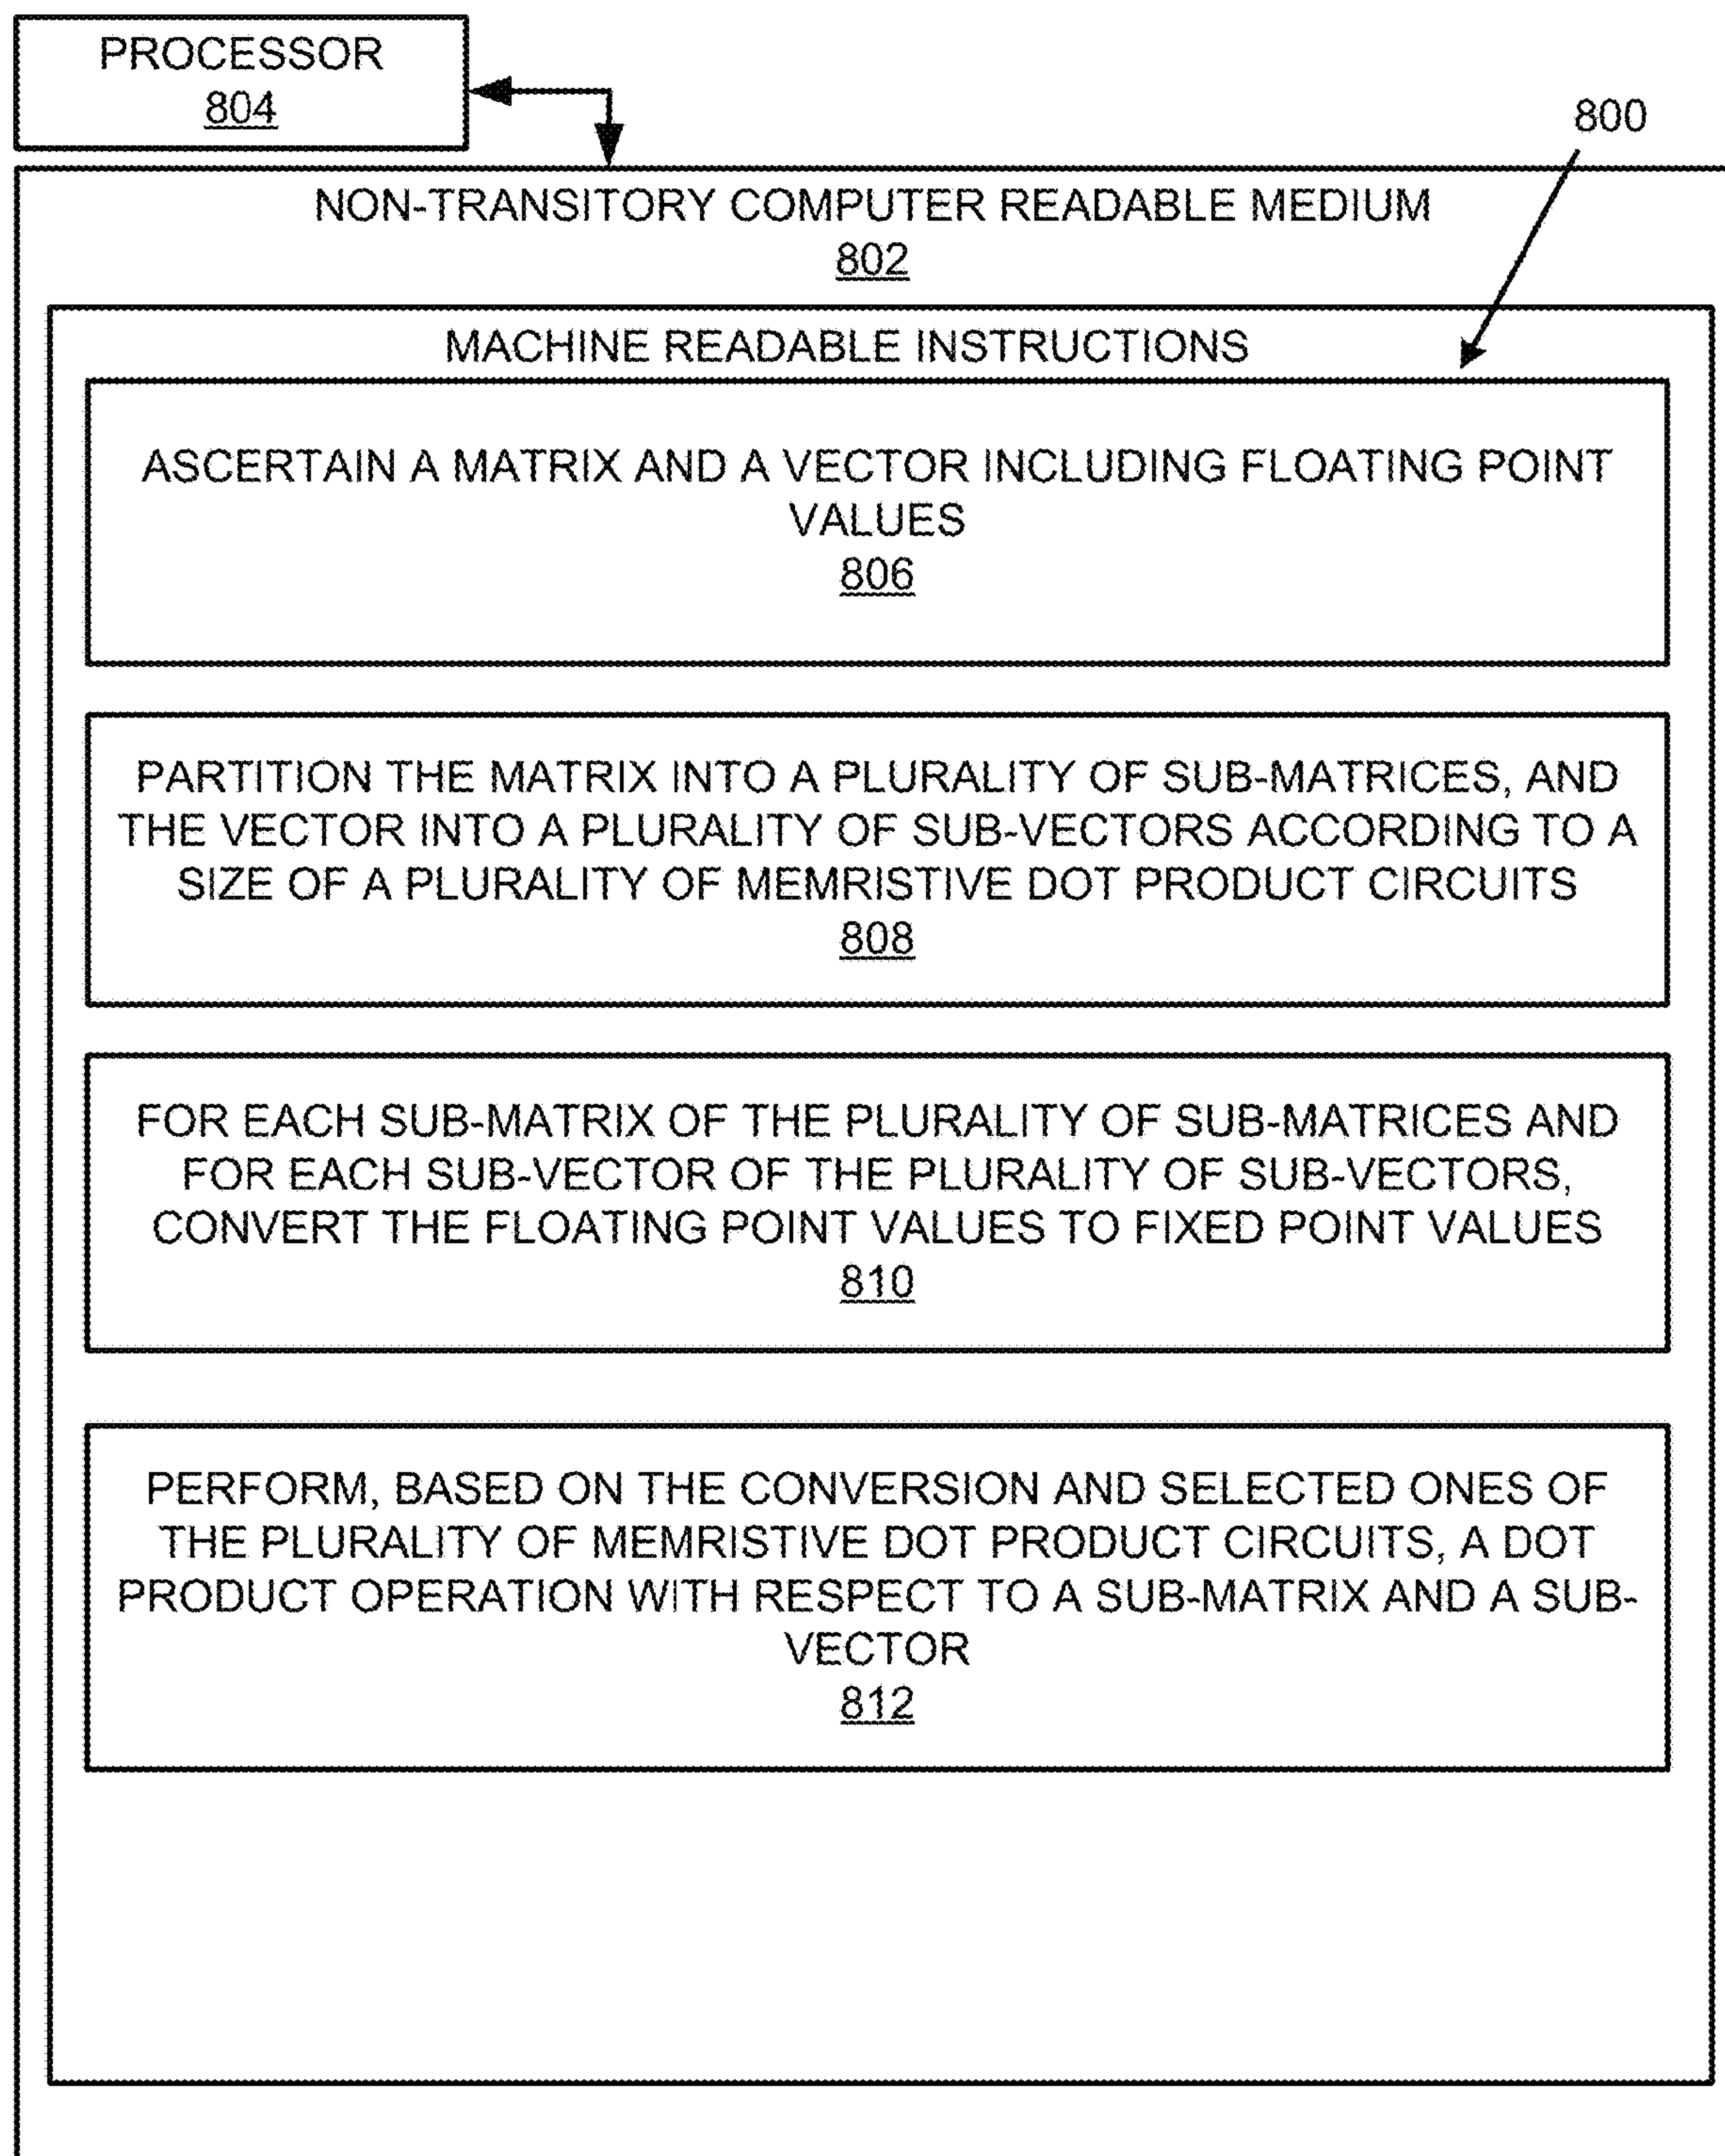 PROCESSOR
804
800
NON-TRANSITORY COMPUTER READABLE MEDIUM
802
MACHINE READABLE INSTRUCTIONS
ASCERTAIN A MATRIX AND A VECTOR INCLUDING FLOATING POINT
VALUES
806
PARTITION THE MATRIX INTO A PLURALITY OF SUB-MATRICES, AND
THE VECTOR INTO A PLURALITY OF SUB-VECTORS ACCORDING TO A
SIZE OF A PLURALITY OF MEMRISTIVE DOT PRODUCT CIRCUITS
808
FOR EACH SUB-MATRIX OF THE PLURALITY OF SUB-MATRICES AND
FOR EACH SUB-VECTOR OF THE PLURALITY OF SUB-VECTORS,
CONVERT THE FLOATING POINT VALUES TO FIXED POINT VALUES
810
PERFORM, BASED ON THE CONVERSION AND SELECTED ONES OF
THE PLURALITY OF MEMRISTIVE DOT PRODUCT CIRCUITS, A DOT
PRODUCT OPERATION WITH RESPECT TO A SUB-MATRIX AND A SUB-
VECTOR
812